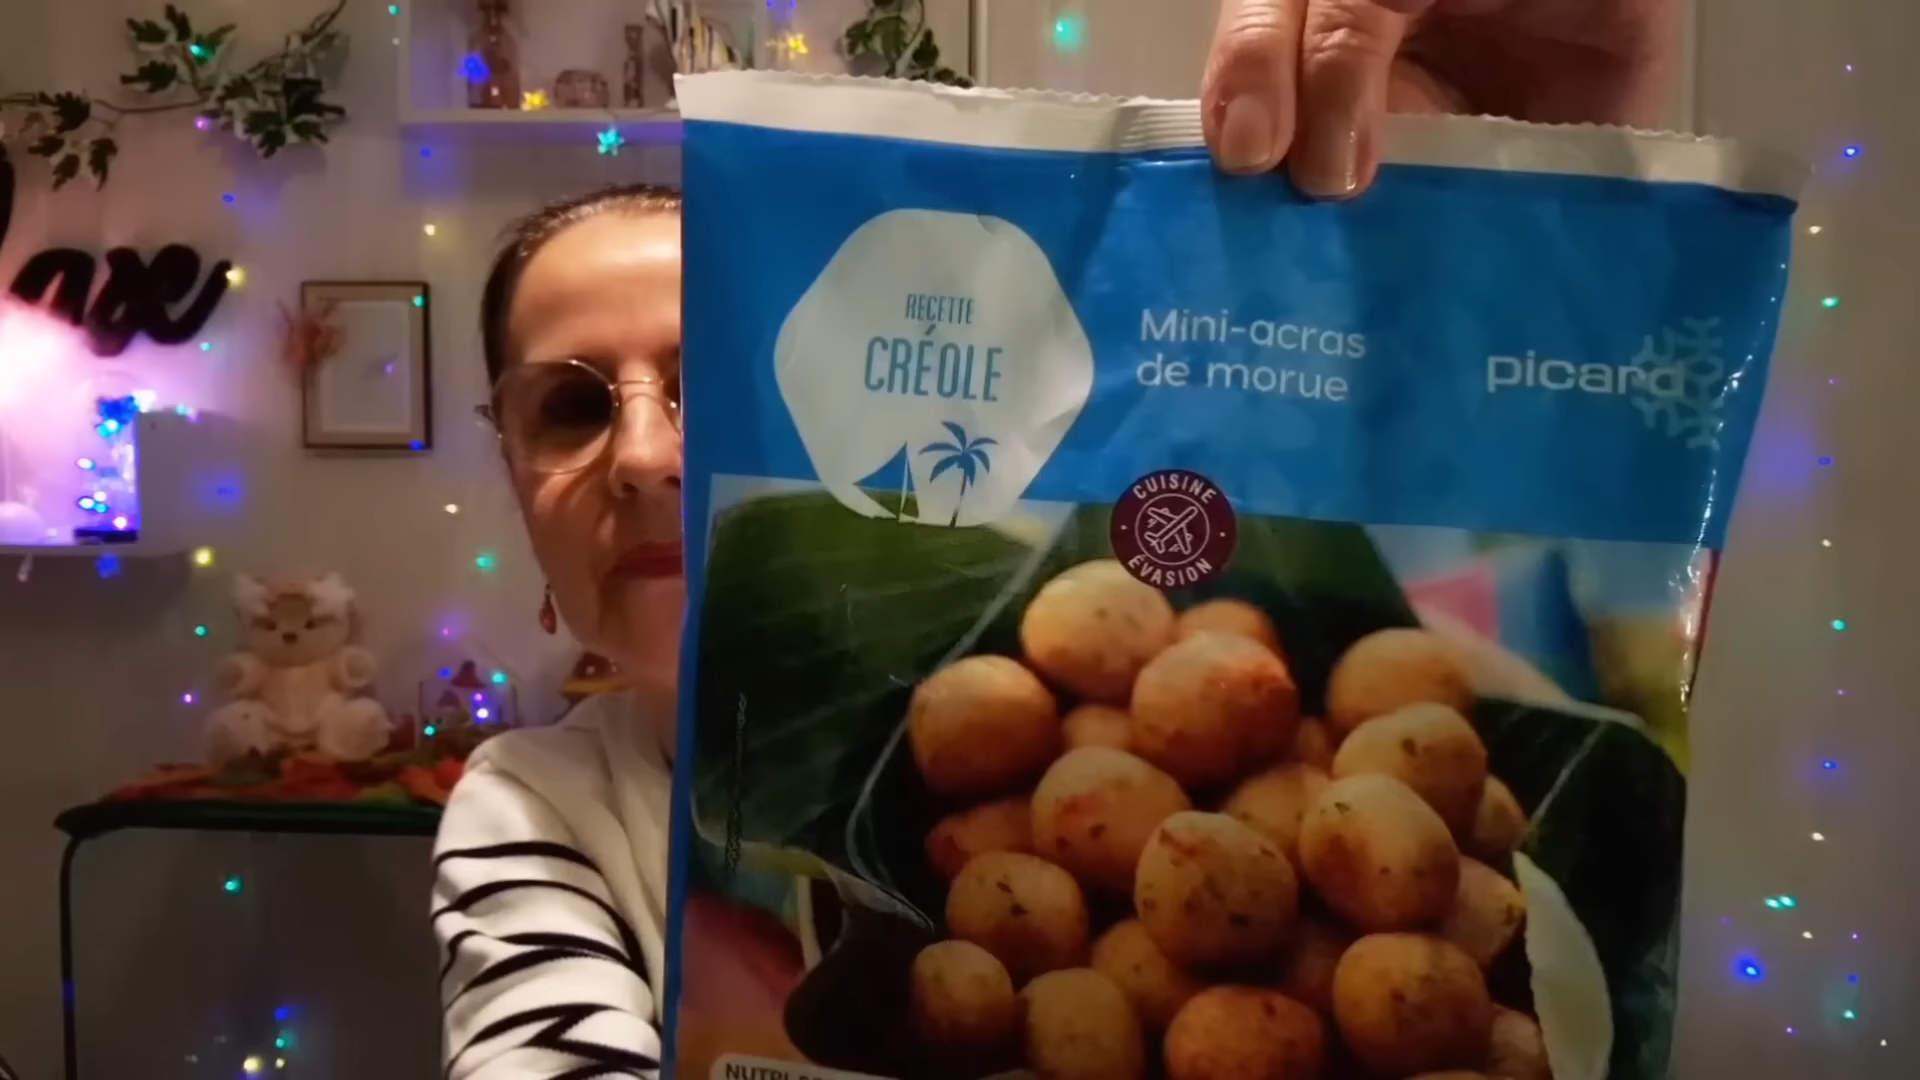 RECETTE
CRÉOLE
Mini-acras
de morue
picard
CUISINE
ÉVASION